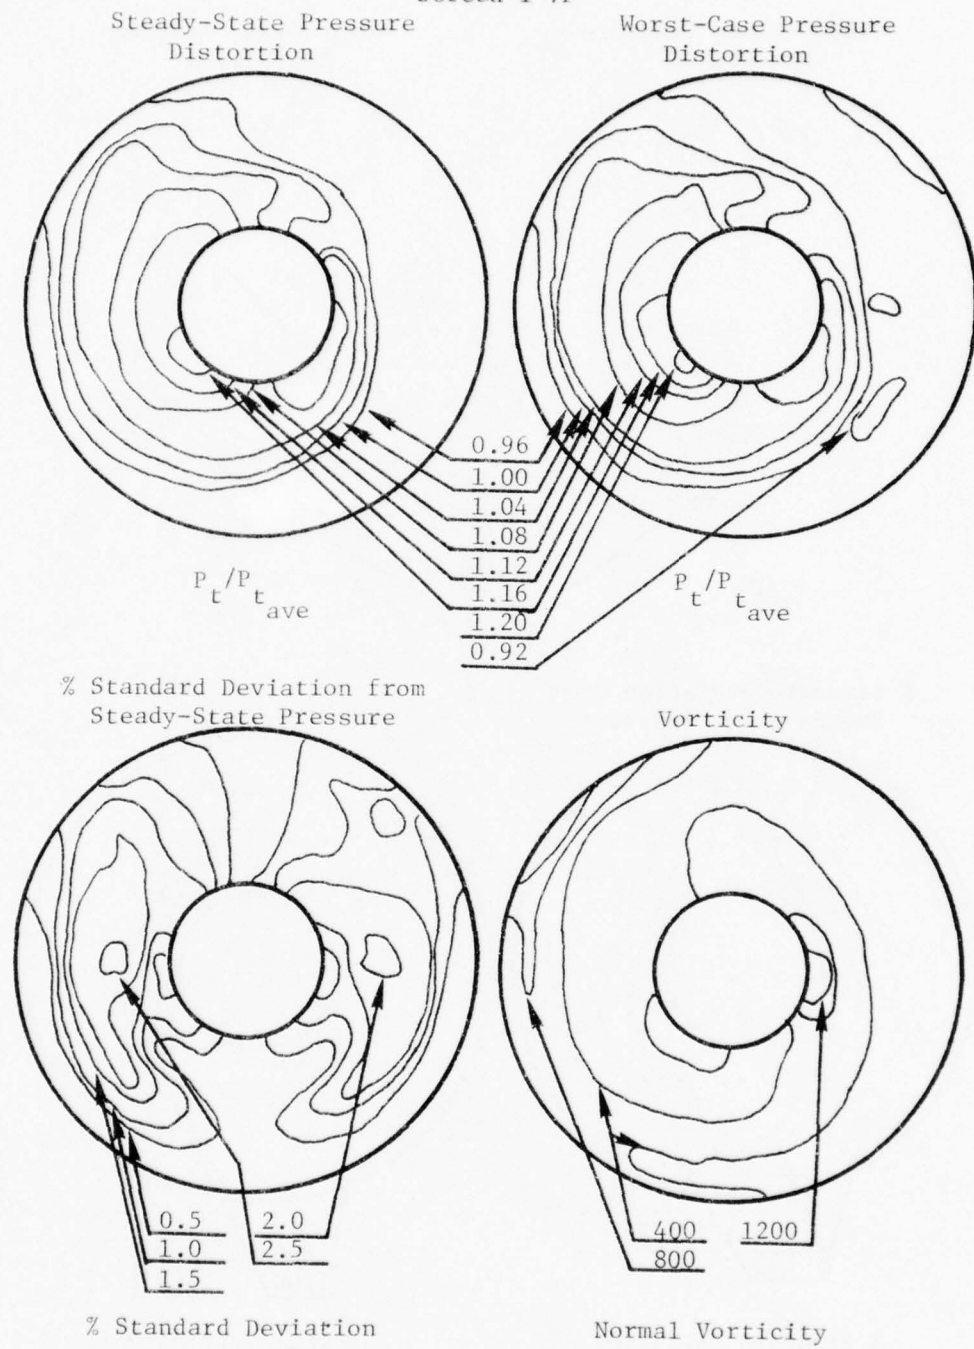 Steady-State Pressure
Distortion
Worst-Case Pressure
Distortion
0.96
1.00
1.04
1.08
1.12
1.16
1.20
0.92
Pt/Ptave
Pt/Ptave
% Standard Deviation from
Steady-State Pressure
Vorticity
0.5
1.0
1.5
2.0
2.5
400
800
1200
% Standard Deviation
Normal Vorticity